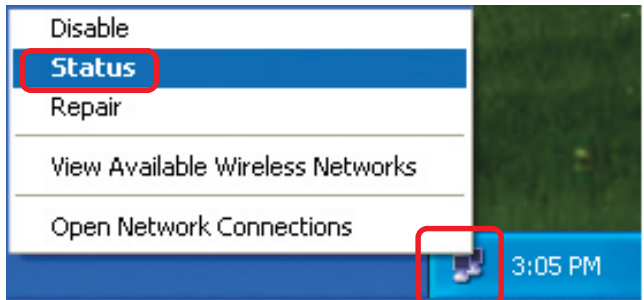 Disable
Status
Repair
View Available Wireless Networks
Open Network Connections
3:05 PM